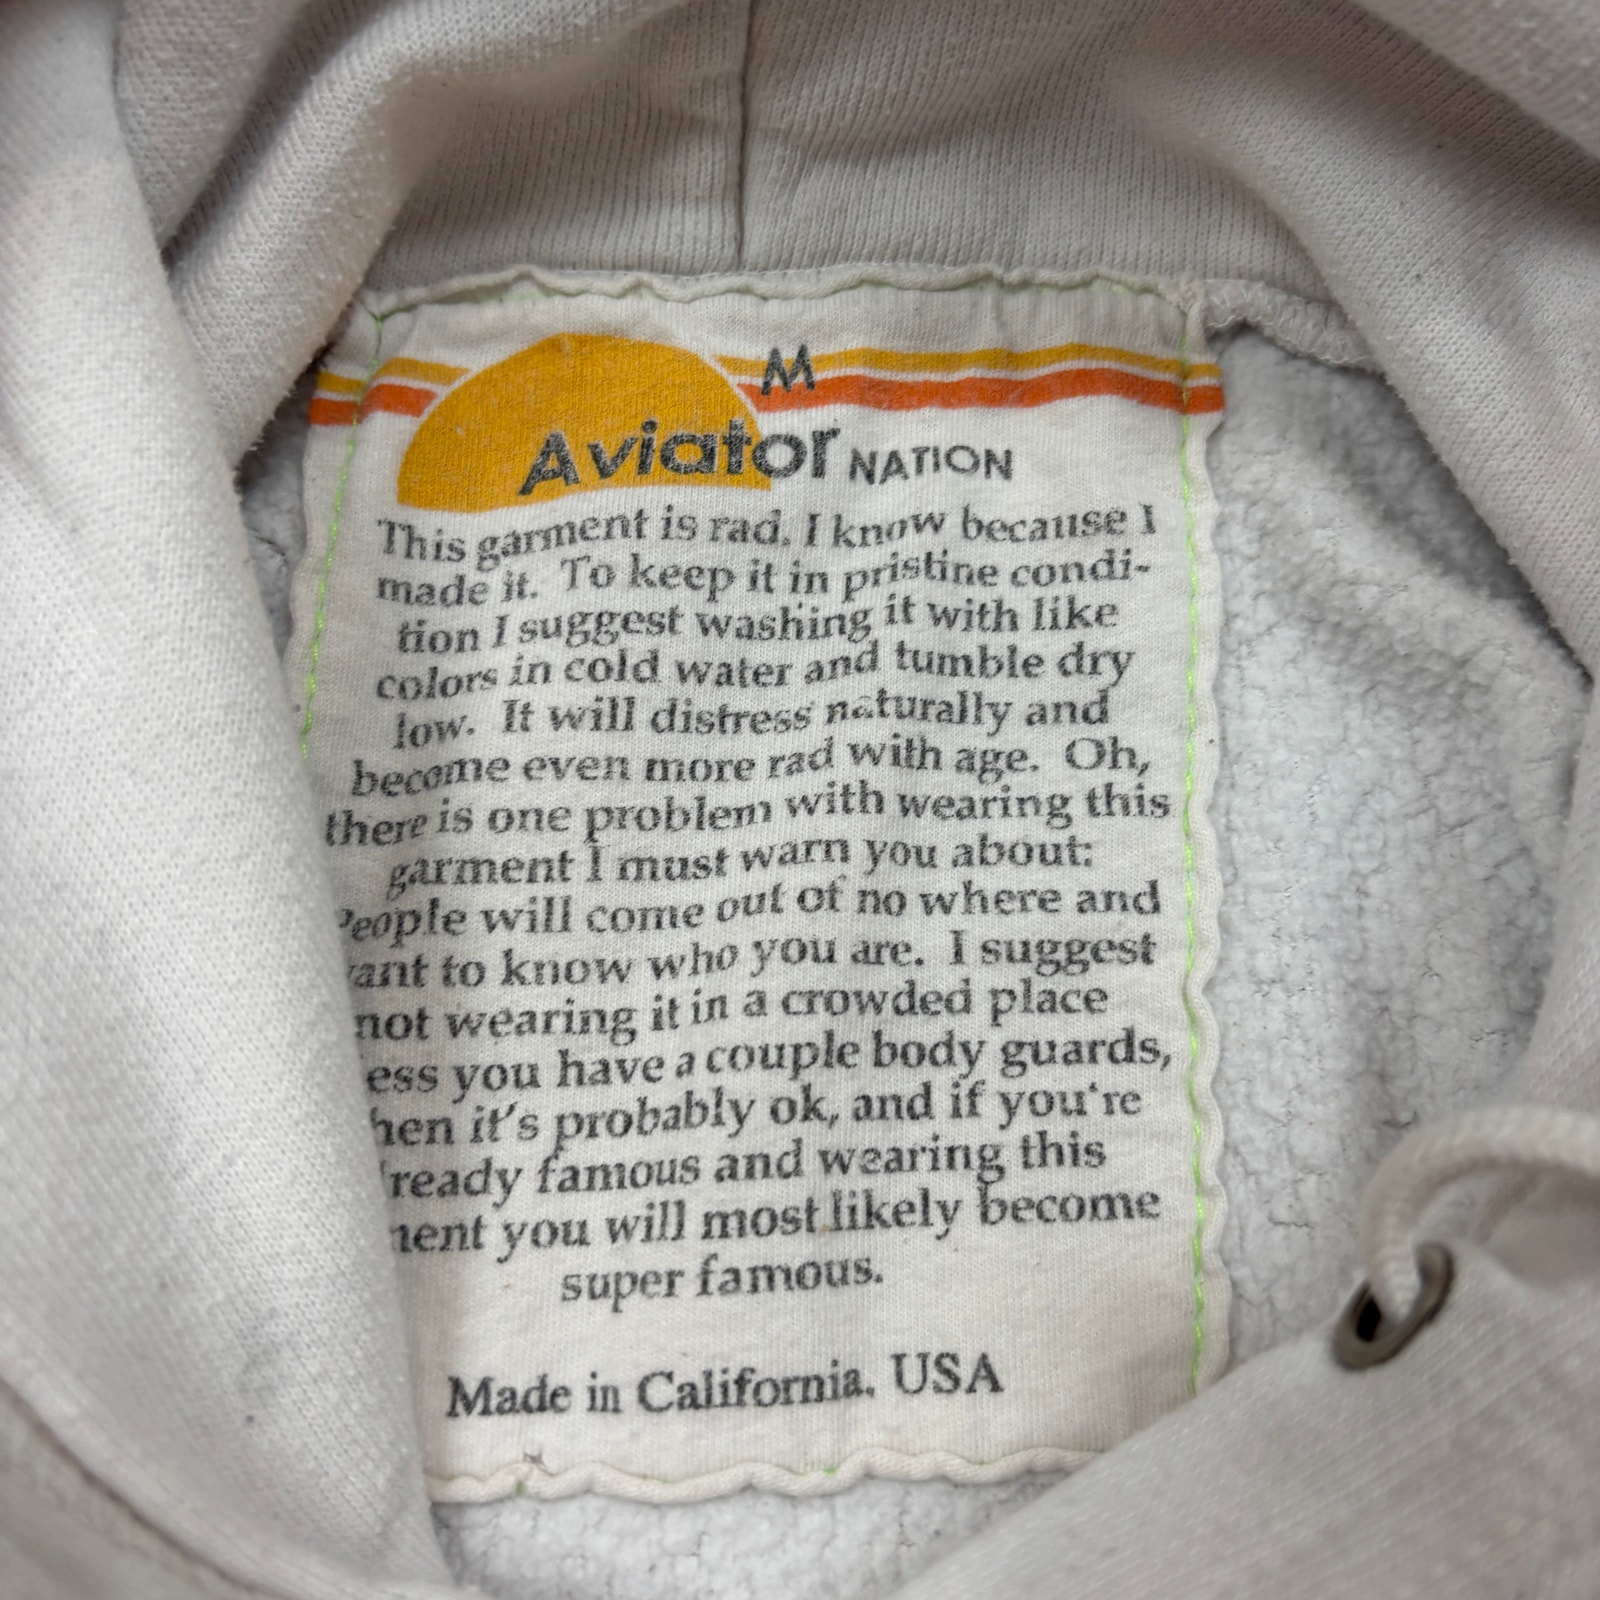 M
Aviator NATION
This garment is rad. I know because I
made it. To keep it in pristine condi-
tion I suggest washing it with like
colors in cold water and tumble dry
low. It will distress naturally and
become even more rad with age. Oh,
there is one problem with wearing this
garment I must warn you about:
People will come out of no where and
ant to know who you are. I suggest
not wearing it in a crowded place
ess you have a couple body guards,
hen it's probably ok, and if you're
lready famous and wearing this
ment you will most likely become
super famous.
Made in California, USA